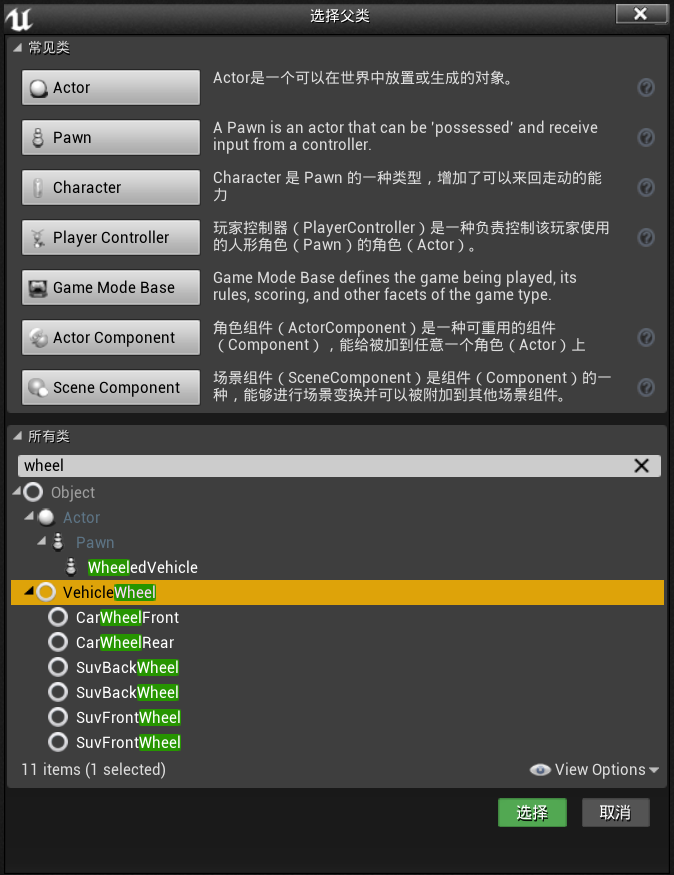 选择父类
常见类
Actor
Actor是一个可以在世界中放置或生成的对象。
Pawn
A Pawn is an actor that can be 'possessed' and receive
input from a controller.
Character
Character 是 Pawn 的一种类型，增加了可以来回走动的能
力
Player Controller
玩家控制器（PlayerController）是一种负责控制该玩家使用
的人形角色（Pawn）的角色（Actor）。
Game Mode Base
Game Mode Base defines the game being played, its
rules, scoring, and other facets of the game type.
Actor Component
角色组件（ActorComponent）是一种可重用的组件
（Component），能给被加到任意一个角色（Actor）上
Scene Component
场景组件（SceneComponent）是组件（Component）的一
种，能够进行场景变换并可以被附加到其他场景组件。
所有类
wheel
Object
Actor
Pawn
WheeledVehicle
VehicleWheel
CarWheelFront
CarWheelRear
SuvBackWheel
SuvBackWheel
SuvFrontWheel
SuvFrontWheel
11 items (1 selected)
View Options
选择
取消